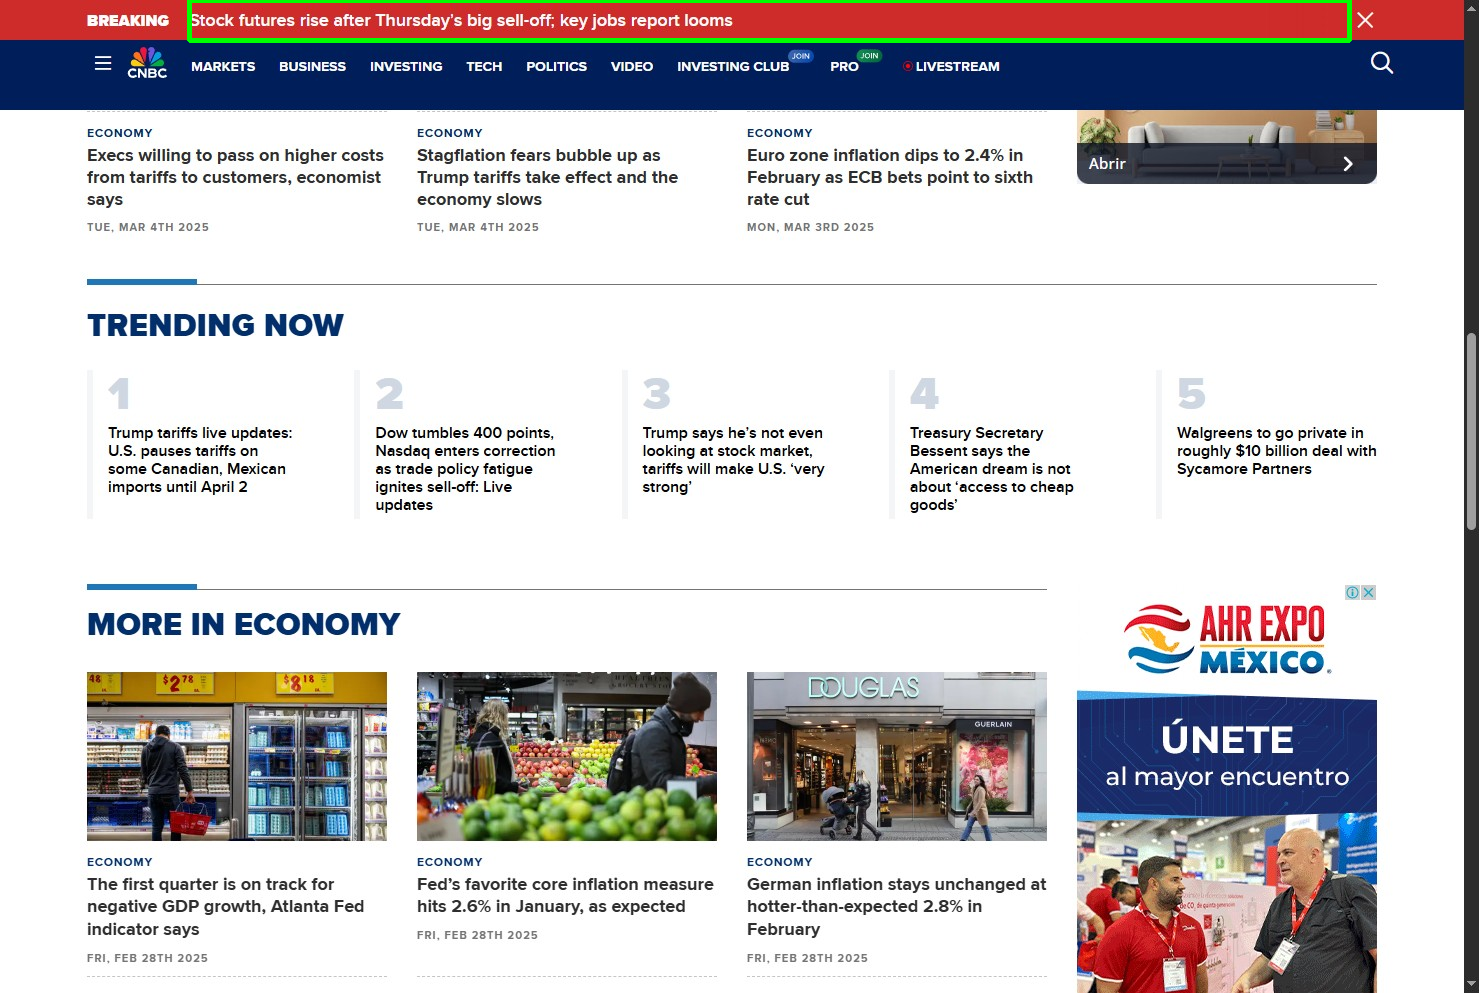 BREAKING
Stock futures rise after Thursday's big sell-off; key jobs report looms
CNBC
MARKETS
BUSINESS
INVESTING
TECH
POLITICS
VIDEO
INVESTING CLUB
JOIN
PRO
JOIN
LIVESTREAM
ECONOMY
Execs willing to pass on higher costs
from tariffs to customers, economist
says
TUE, MAR 4TH 2025
ECONOMY
Stagflation fears bubble up as
Trump tariffs take effect and the
economy slows
TUE, MAR 4TH 2025
ECONOMY
Euro zone inflation dips to 2.4% in
February as ECB bets point to sixth
rate cut
MON, MAR 3RD 2025
Abrir
TRENDING NOW
1
Trump tariffs live updates:
U.S. pauses tariffs on
some Canadian, Mexican
imports until April 2
2
Dow tumbles 400 points,
Nasdaq enters correction
as trade policy fatigue
ignites sell-off: Live
updates
3
Trump says he's not even
looking at stock market,
tariffs will make U.S. 'very
strong'
4
Treasury Secretary
Bessent says the
American dream is not
about 'access to cheap
goods'
5
Walgreens to go private in
roughly $10 billion deal with
Sycamore Partners
MORE IN ECONOMY
$2.78
$8.18
ECONOMY
The first quarter is on track for
negative GDP growth, Atlanta Fed
indicator says
FRI, FEB 28TH 2025
ECONOMY
Fed's favorite core inflation measure
hits 2.6% in January, as expected
FRI, FEB 28TH 2025
DOUGLAS
GUERLAIN
ECONOMY
German inflation stays unchanged at
hotter-than-expected 2.8% in
February
FRI, FEB 28TH 2025
AHR EXPO
MÉXICO®
ÚNETE
al mayor encuentro